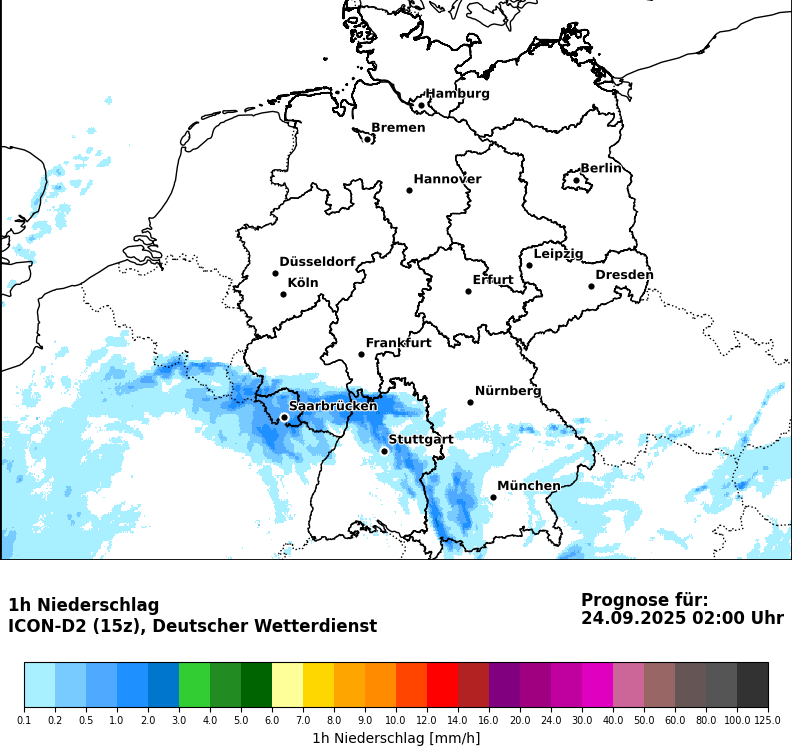 Hamburg
Bremen
Berlin
Hannover
Leipzig
Düsseldorf
Dresden
Köln
Erfurt
Frankfurt
Nürnberg
Saarbrücken
Stuttgart
München
1h Niederschlag
ICON-D2 (15z), Deutscher Wetterdienst
Prognose für:
24.09.2025 02:00 Uhr
0.1 0.2 0.5 1.0 2.0 3.0 4.0 5.0 6.0 7.0 8.0 9.0 10.0 12.0 14.0 16.0 20.0 24.0 30.0 40.0 50.0 60.0 80.0 100.0 125.0
1h Niederschlag [mm/h]